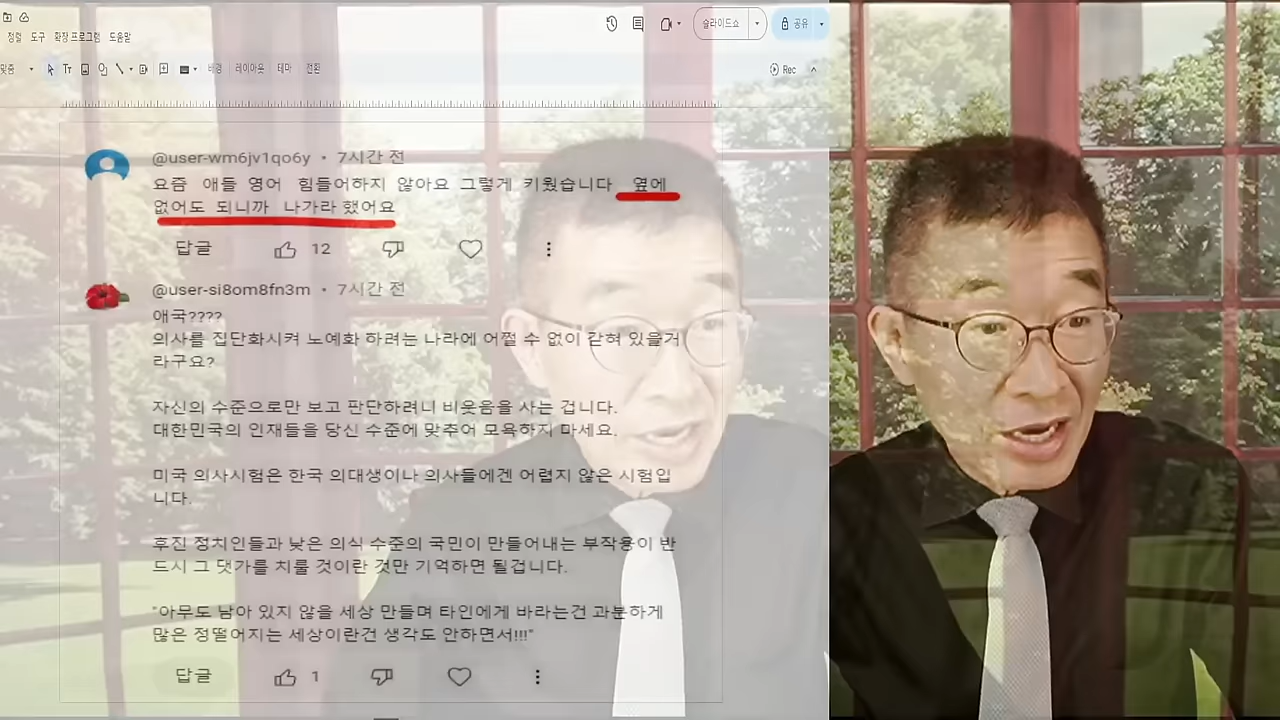 정렬 도구 확장 프로그램 도움말
슬라이드쇼
공유
맞춤
배경 레이아웃 테마 전환
Rec
@user-wm6jv1qo6y • 7시간 전
요즘 애들 영어 힘들어하지 않아요 그렇게 키웠습니다 옆에
없어도 되니까 나가라 했어요
답글 12
@user-si8om8fn3m • 7시간 전
애국????
의사를 집단화시켜 노예화 하려는 나라에 어쩔 수 없이 갇혀 있을거
라구요?
자신의 수준으로만 보고 판단하려니 비웃음을 사는 겁니다.
대한민국의 인재들을 당신 수준에 맞추어 모욕하지 마세요.
미국 의사시험은 한국 의대생이나 의사들에겐 어렵지 않은 시험입
니다.
후진 정치인들과 낮은 의식 수준의 국민이 만들어내는 부작용이 반
드시 그 댓가를 치룰 것이란 것만 기억하면 될겁니다.
"아무도 남아 있지 않을 세상 만들며 타인에게 바라는건 과분하게
많은 정떨어지는 세상이란건 생각도 안하면서!!!"
답글 1